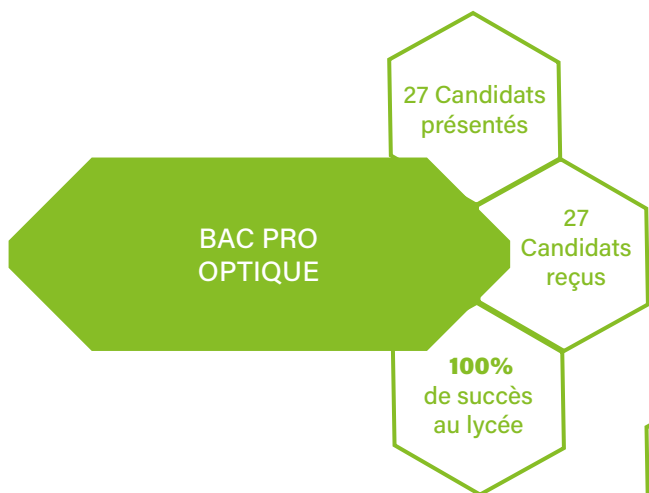 27 Candidats
présentés
BAC PRO
OPTIQUE
27
Candidats
reçus
100%
de succès
au lycée